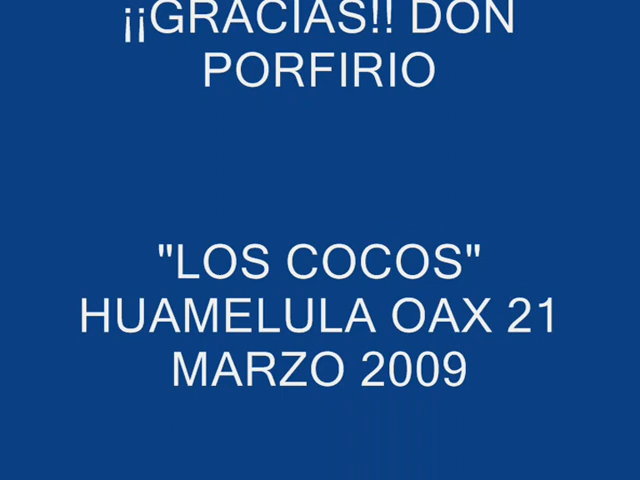 ¡¡GRACIAS!! DON
PORFIRIO
"LOS COCOS"
HUAMELULA OAX 21
MARZO 2009